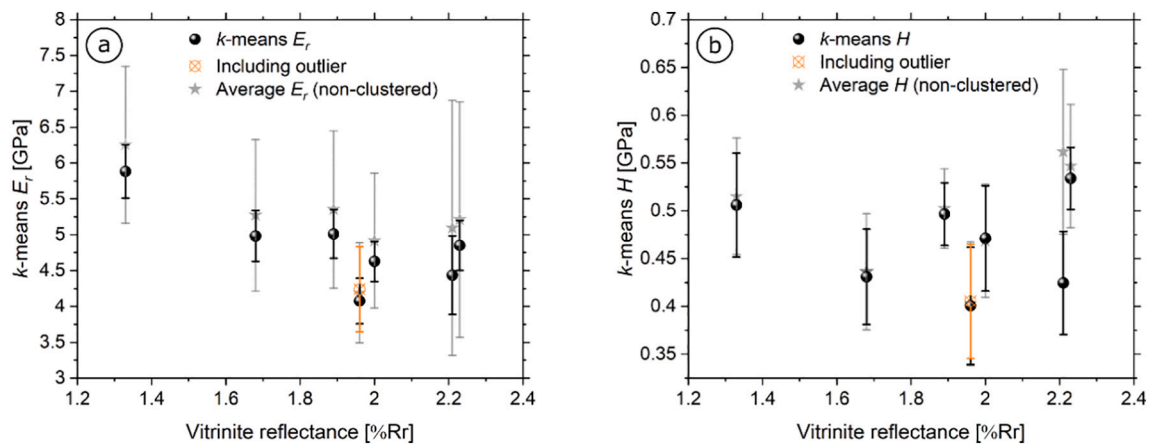 a
k-means Er
Including outlier
Average Er (non-clustered)
k-means Er [GPa]
8
7.5
7
6.5
6
5.5
5
4.5
4
3.5
3
1.2
1.4
1.6
1.8
2
2.2
2.4
Vitrinite reflectance [%Rr]
b
k-means H
Including outlier
Average H (non-clustered)
k-means H [GPa]
0.7
0.65
0.6
0.55
0.5
0.45
0.4
0.35
1.2
1.4
1.6
1.8
2
2.2
2.4
Vitrinite reflectance [%Rr]